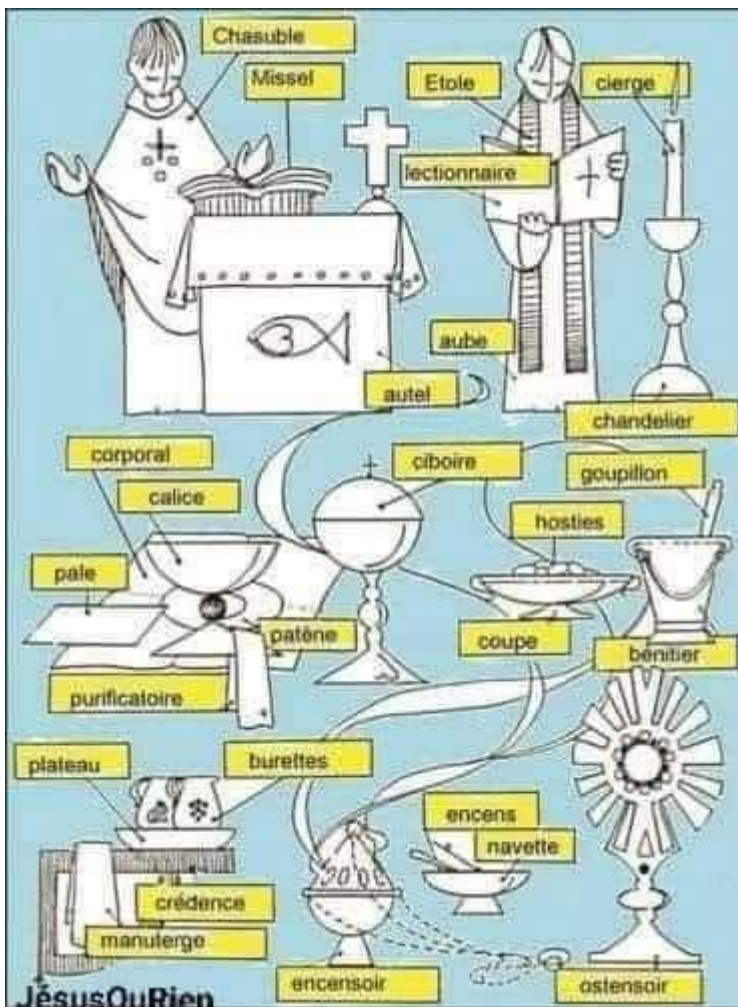 Chasuble
Missel
Etole
cierge
lectionnaire
aube
autel
chandelier
corporal
ciboire
goupillon
calice
hosties
pale
patène
coupe
bénitier
purificatoire
plateau
burettes
encens
navette
crédence
manuterge
encensoir
ostensoir
JésusOuRien